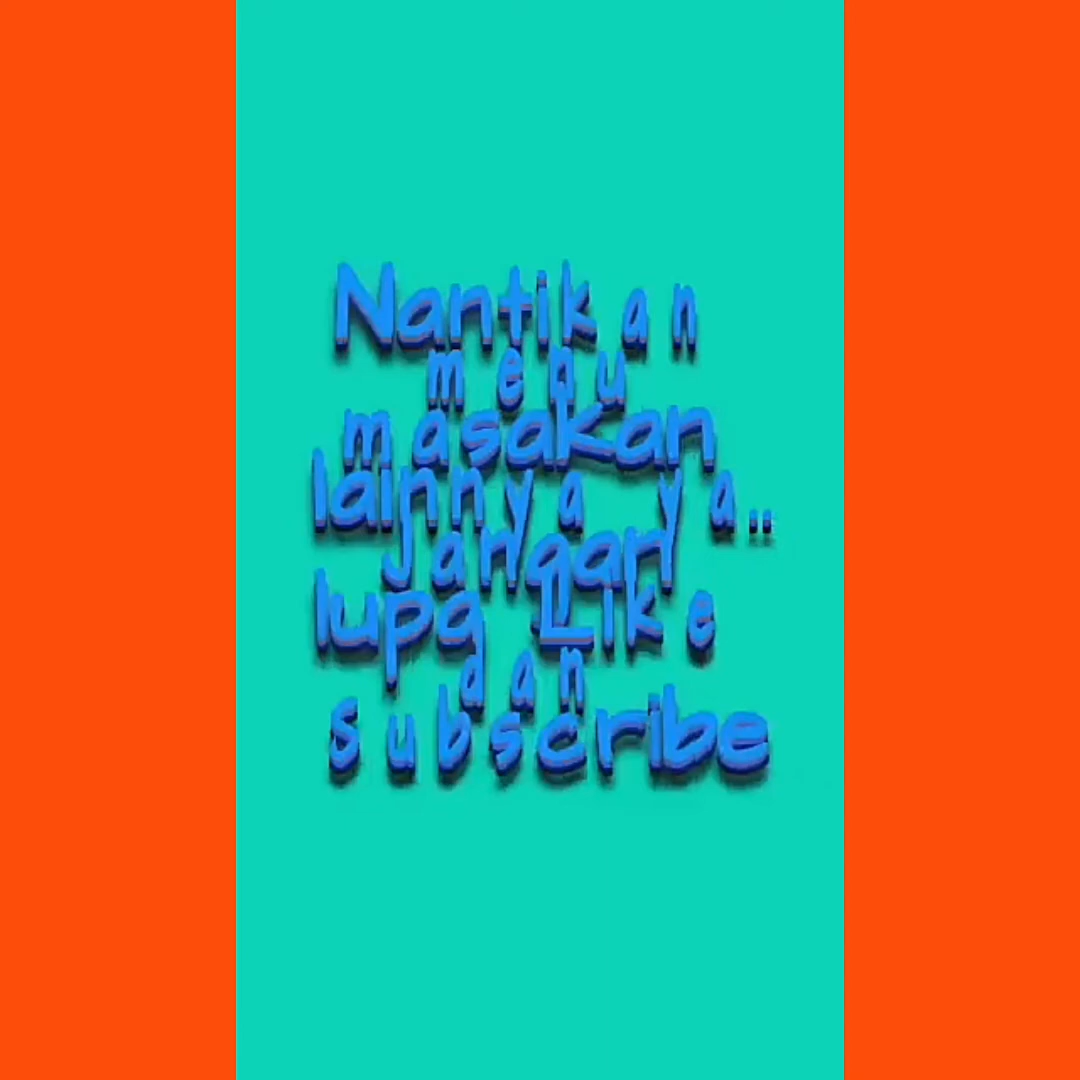 Nantikan
menu
masakan
lainnya ya..
Jangan
lupa Like
dan
Subscribe